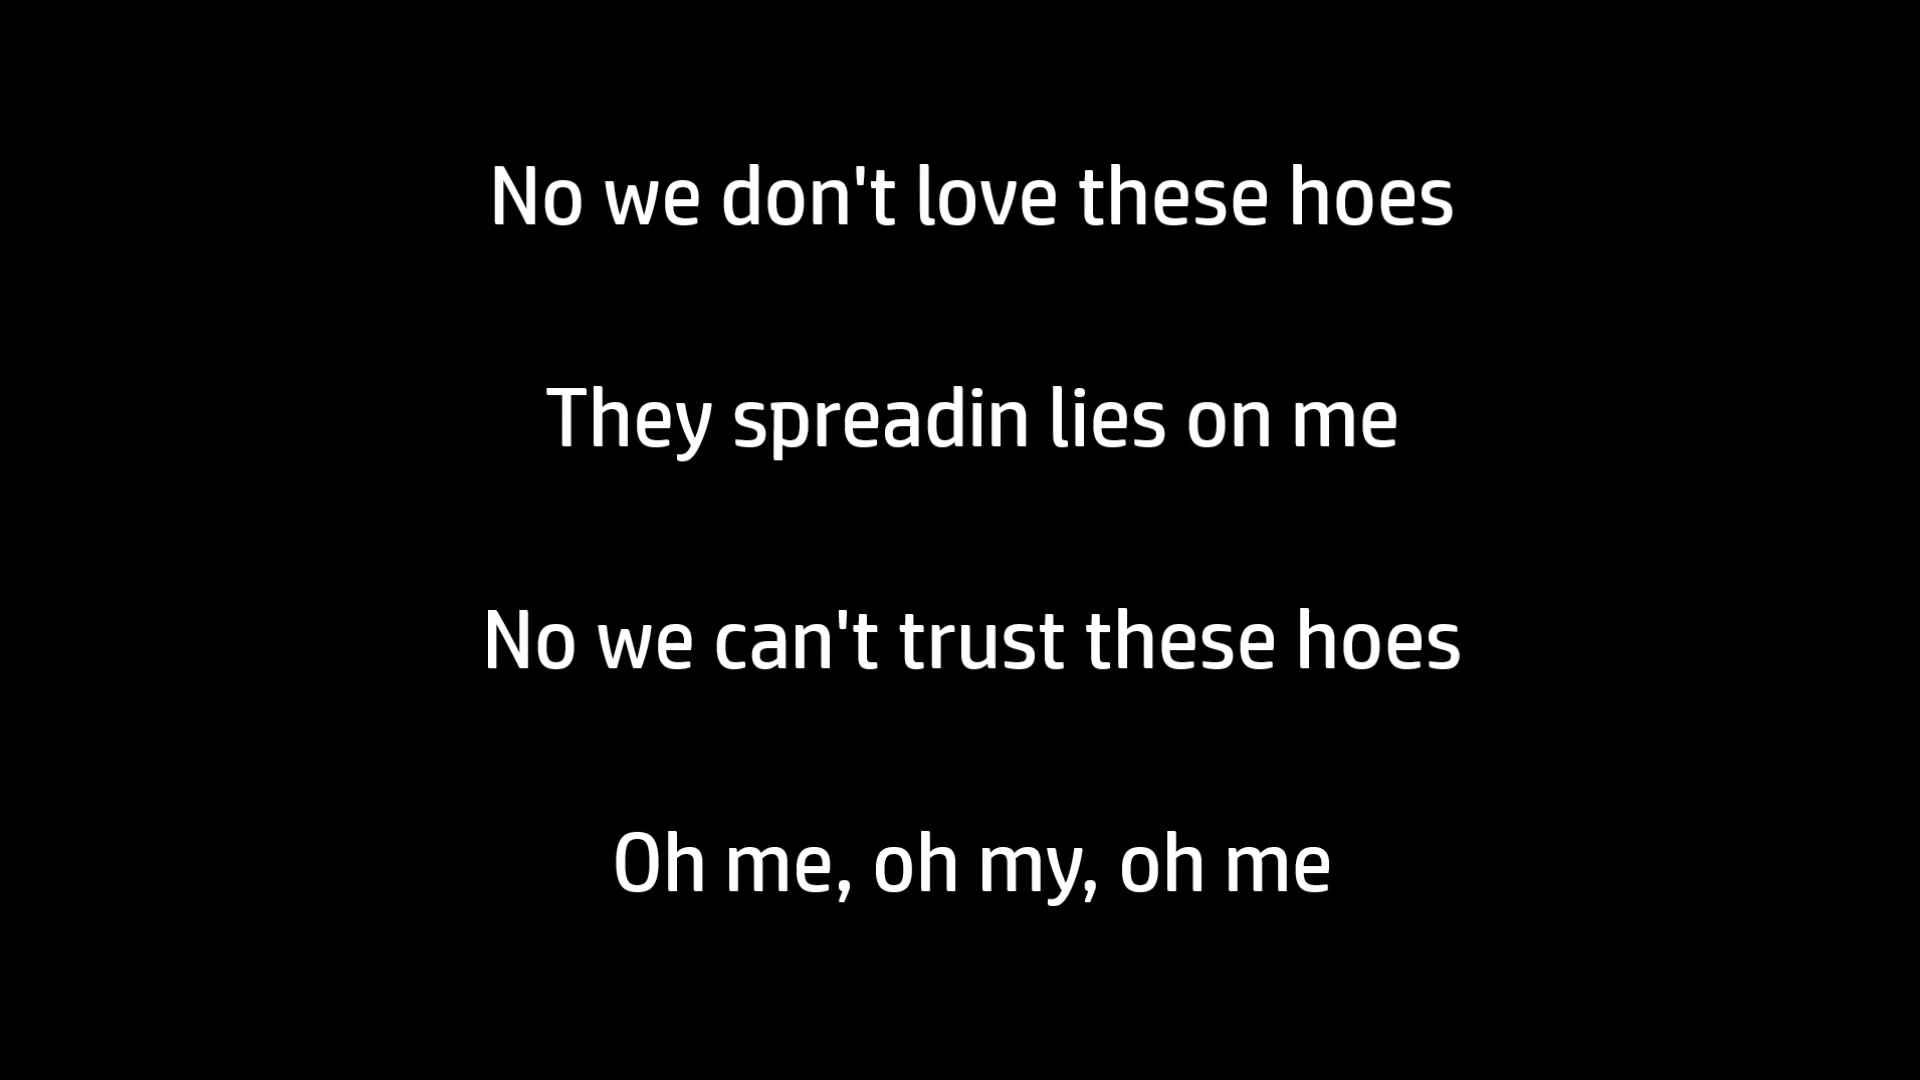 No we don't love these hoes
They spreadin lies on me
No we can't trust these hoes
Oh me, oh my, oh me